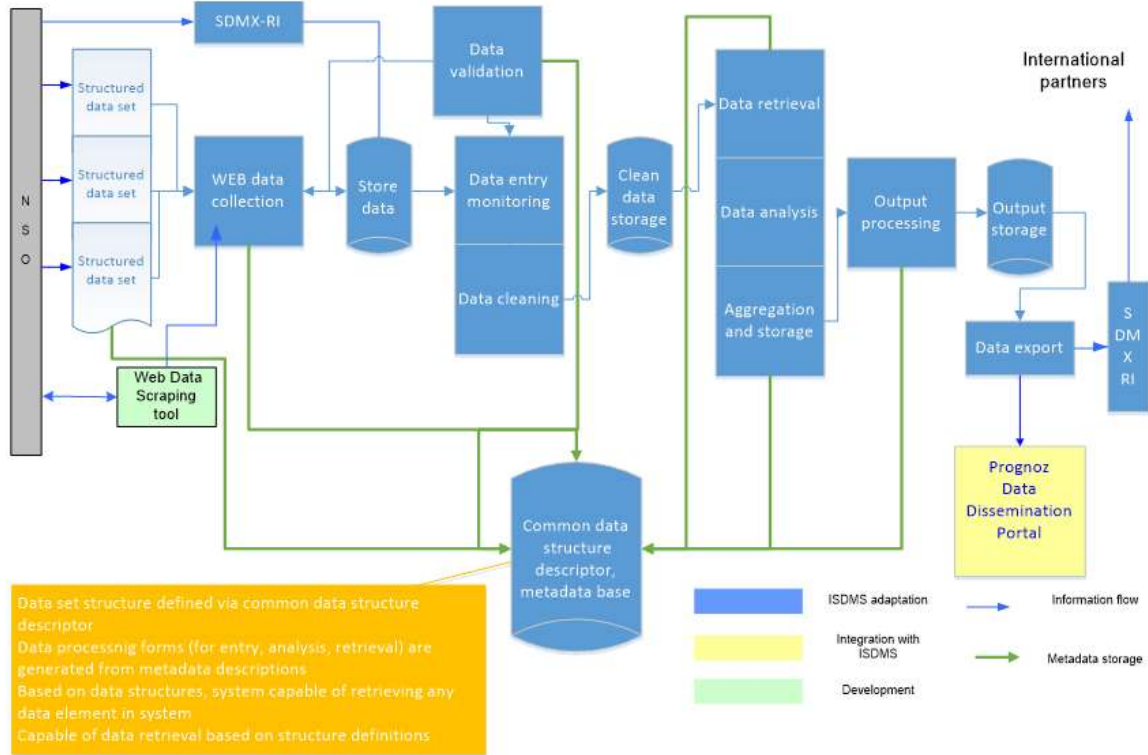 SDMX-RI
Data
validation
International
partners
Structured
data set
Data retrieval
N
S
O
Structured
data set
WEB data
collection
Store
data
Data entry
monitoring
Clean
data
storage
Data analysis
Output
processing
Output
storage
Structured
data set
Data cleaning
Aggregation
and storage
Data export
S
DM
X
RI
Web Data
Scraping
tool
Prognoz
Data
Dissemination
Portal
Common data
structure
descriptor,
metadata base
Data set structure defined via common data structure
descriptor
Data processnig forms (for entry, analysis, retrieval) are
generated from metadata descriptions
Based on data structures, system capable of retrieving any
data element in system
Capable of data retrieval based on structure definitions
ISDMS adaptation
Information flow
Integration with
ISDMS
Metadata storage
Development